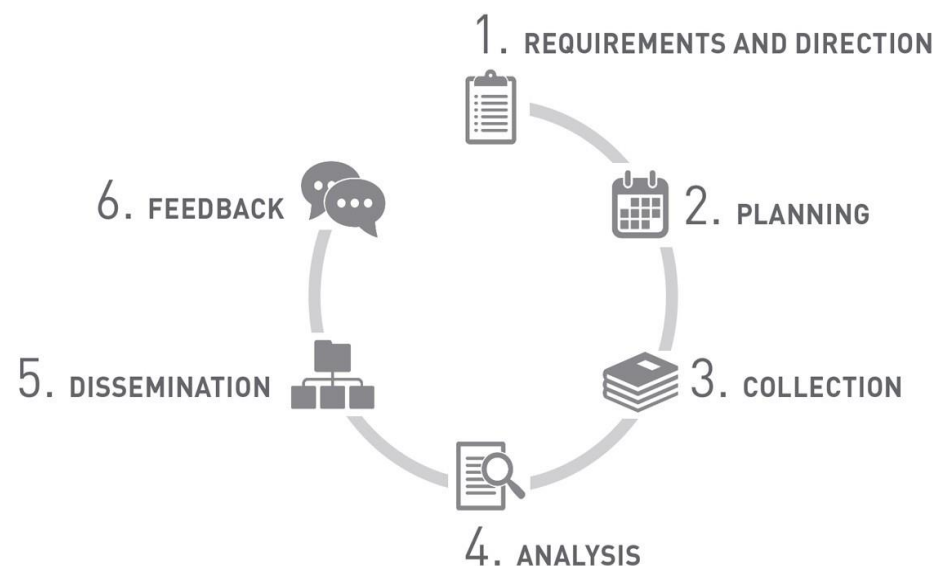 1. REQUIREMENTS AND DIRECTION
2. PLANNING
3. COLLECTION
4. ANALYSIS
5. DISSEMINATION
6. FEEDBACK